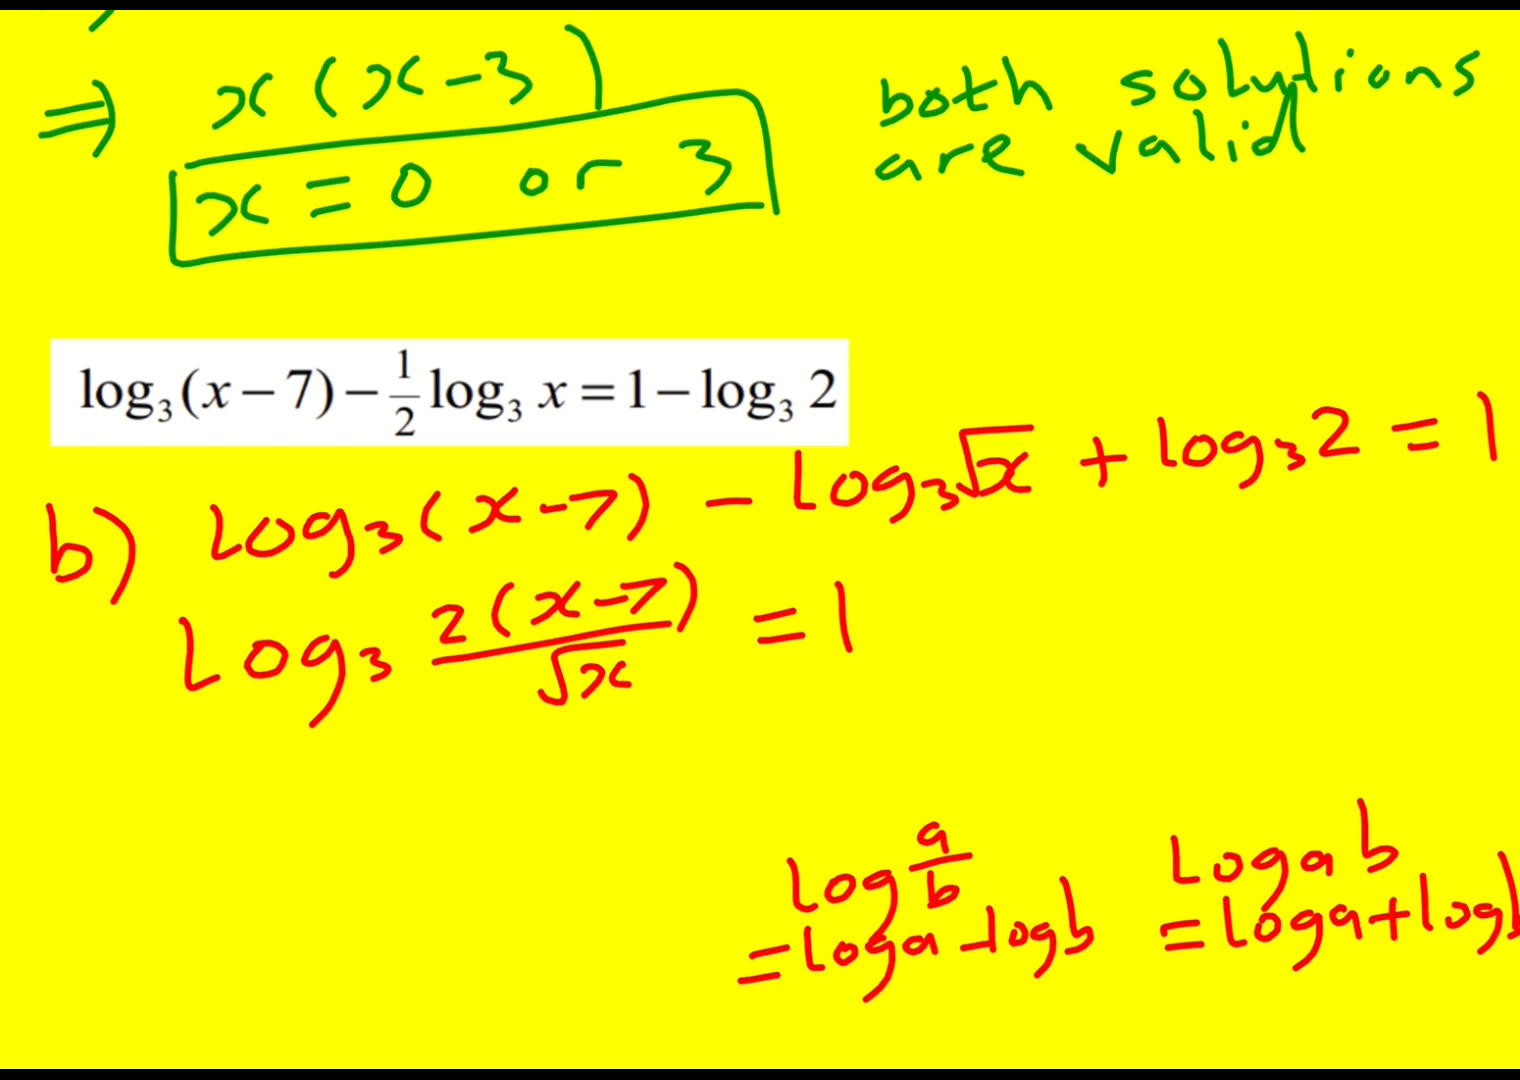 ⇒ x(x-3)
x = 0 or 3
both solutions
are valid
log₃(x − 7) − ½ log₃ x = 1 − log₃ 2
b) log₃(x-7) - log₃√x + log₃2 = 1
log₃ 2(x-7)/√x = 1
log a/b
= log a - log b
log ab
= log a + log b